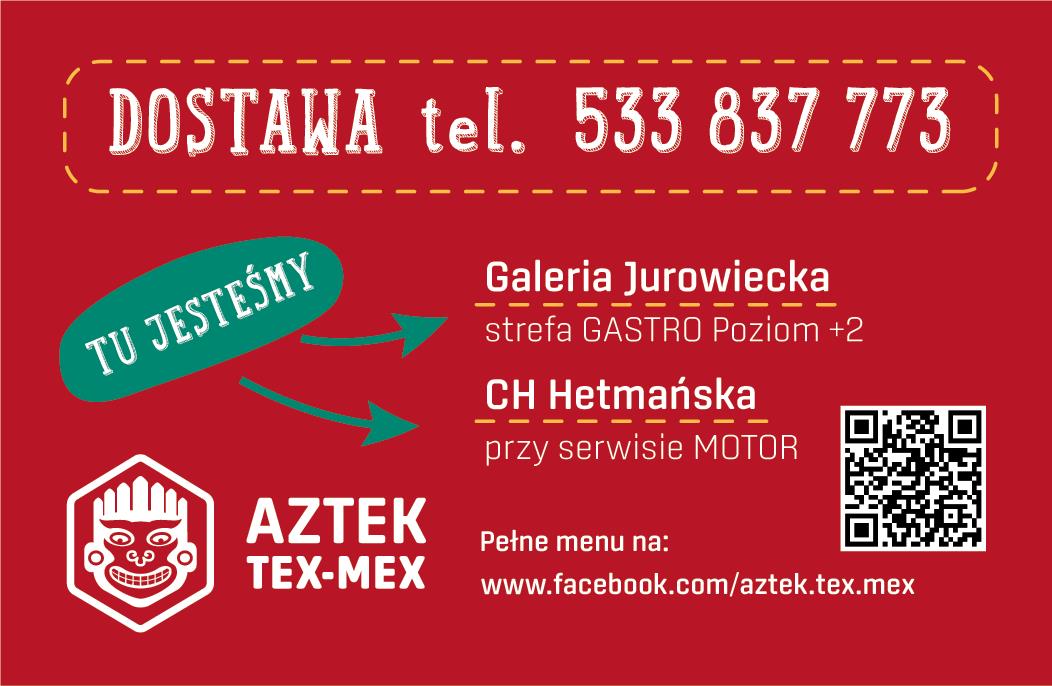 DOSTAWA tel. 533 837 773
TU JESTEŚMY
Galeria Jurowiecka
strefa GASTRO Poziom +2
CH Hetmańska
przy serwisie MOTOR
AZTEK
TEX-MEX
Pełne menu na:
www.facebook.com/aztek.tex.mex